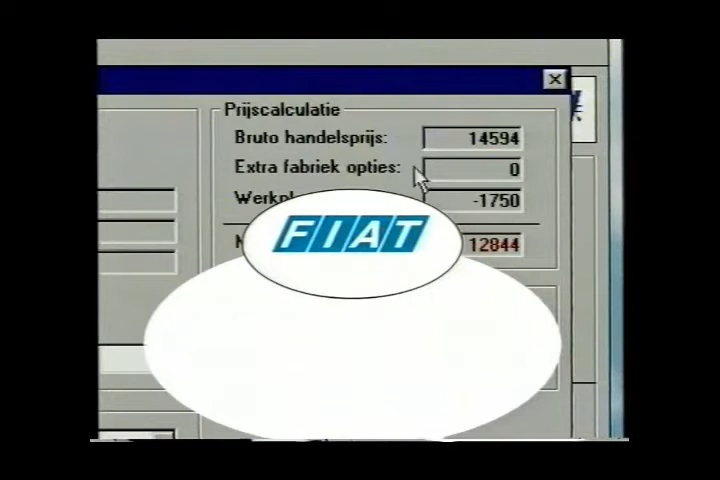 Prijscalculatie
Bruto handelsprijs: 14594
Extra fabriek opties: 0
-1750
12844
FIAT